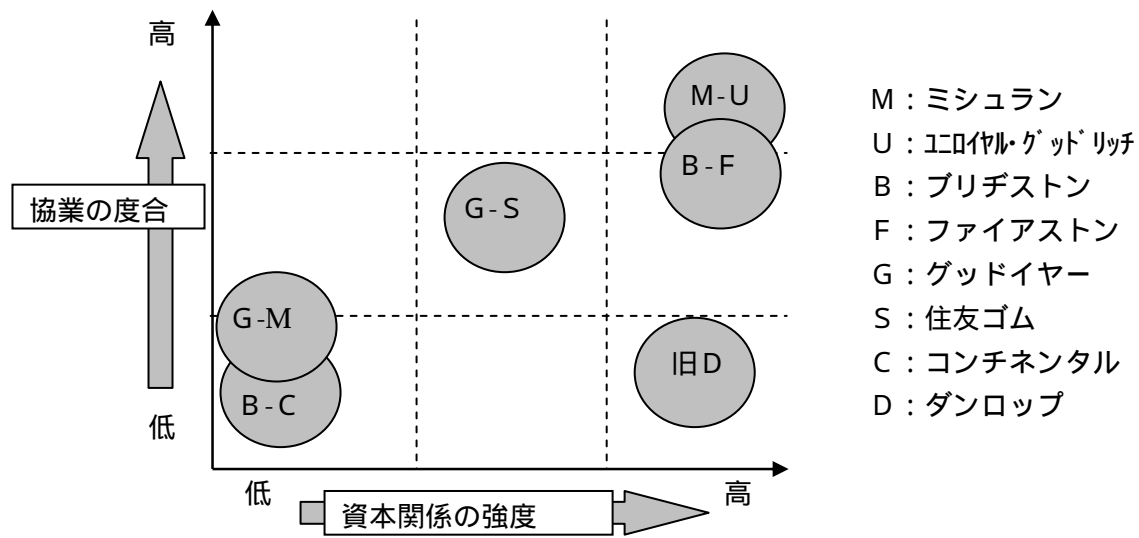 高
M-U
B-F
G-S
協業の度合
G-M
B-C
旧D
低
低
高
資本関係の強度
M：ミシュラン
U：ﾕﾆﾛｲﾔﾙ･ｸﾞｯﾄﾞﾘｯﾁ
B：ブリヂストン
F：ファイアストン
G：グッドイヤー
S：住友ゴム
C：コンチネンタル
D：ダンロップ